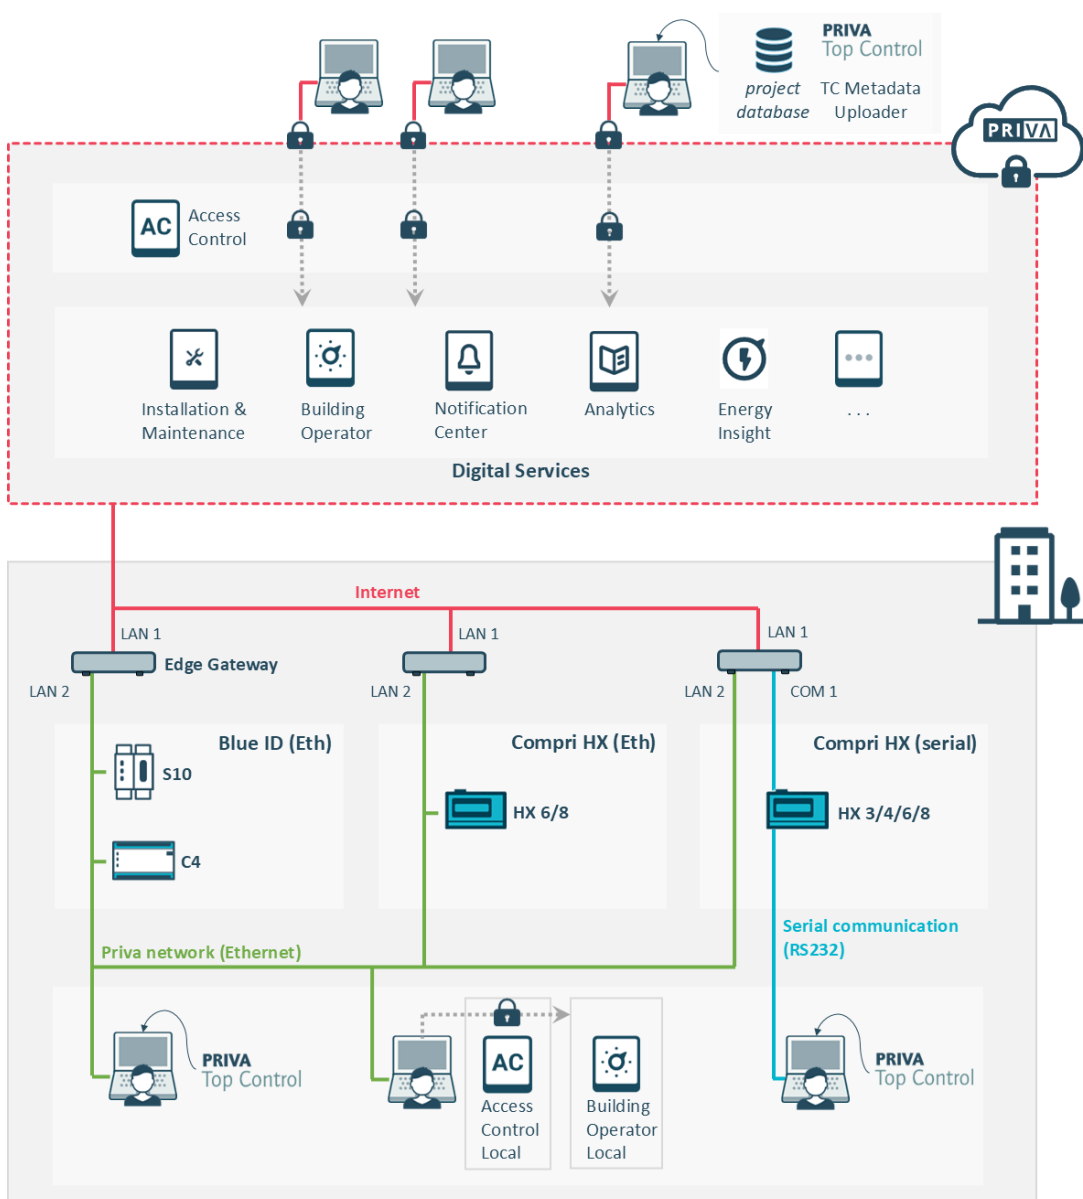 PRIVA
Top Control
project
database
TC Metadata
Uploader
PRIVA
AC
Access
Control
Installation &
Maintenance
Building
Operator
Notification
Center
Analytics
Energy
Insight
. . .
Digital Services
Internet
LAN 1
LAN 1
LAN 1
Edge Gateway
LAN 2
LAN 2
LAN 2
COM 1
Blue ID (Eth)
Compri HX (Eth)
Compri HX (serial)
S10
HX 6/8
HX 3/4/6/8
C4
Serial communication
(RS232)
Priva network (Ethernet)
PRIVA
Top Control
AC
Access
Control
Local
Building
Operator
Local
PRIVA
Top Control